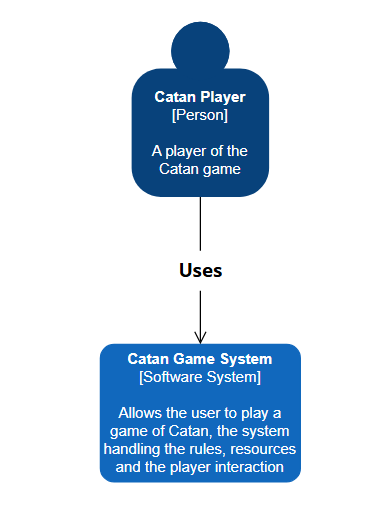 Catan Player
[Person]
A player of the
Catan game
Uses
Catan Game System
[Software System]
Allows the user to play a
game of Catan, the system
handling the rules, resources
and the player interaction